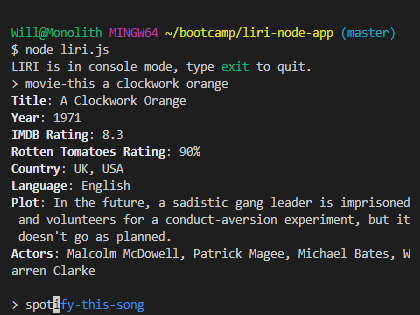 Will@Monolith MINGW64 ~/bootcamp/liri-node-app (master)
$ node liri.js
LIRI is in console mode, type exit to quit.
> movie-this a clockwork orange
Title: A Clockwork Orange
Year: 1971
IMDB Rating: 8.3
Rotten Tomatoes Rating: 90%
Country: UK, USA
Language: English
Plot: In the future, a sadistic gang leader is imprisoned
 and volunteers for a conduct-aversion experiment, but it
 doesn't go as planned.
Actors: Malcolm McDowell, Patrick Magee, Michael Bates, W
arren Clarke
> spotify-this-song